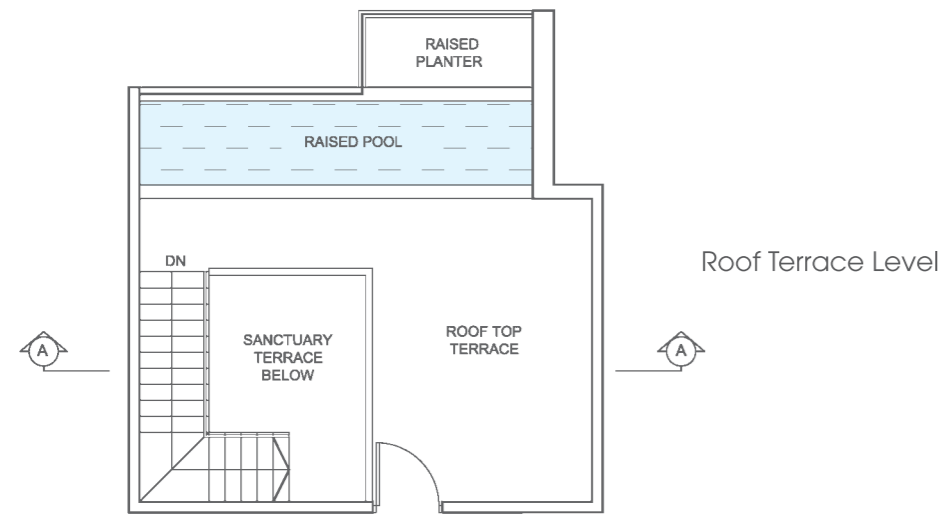 RAISED
PLANTER
RAISED POOL
DN
Roof Terrace Level
SANCTUARY
TERRACE
BELOW
ROOF TOP
TERRACE
A
A